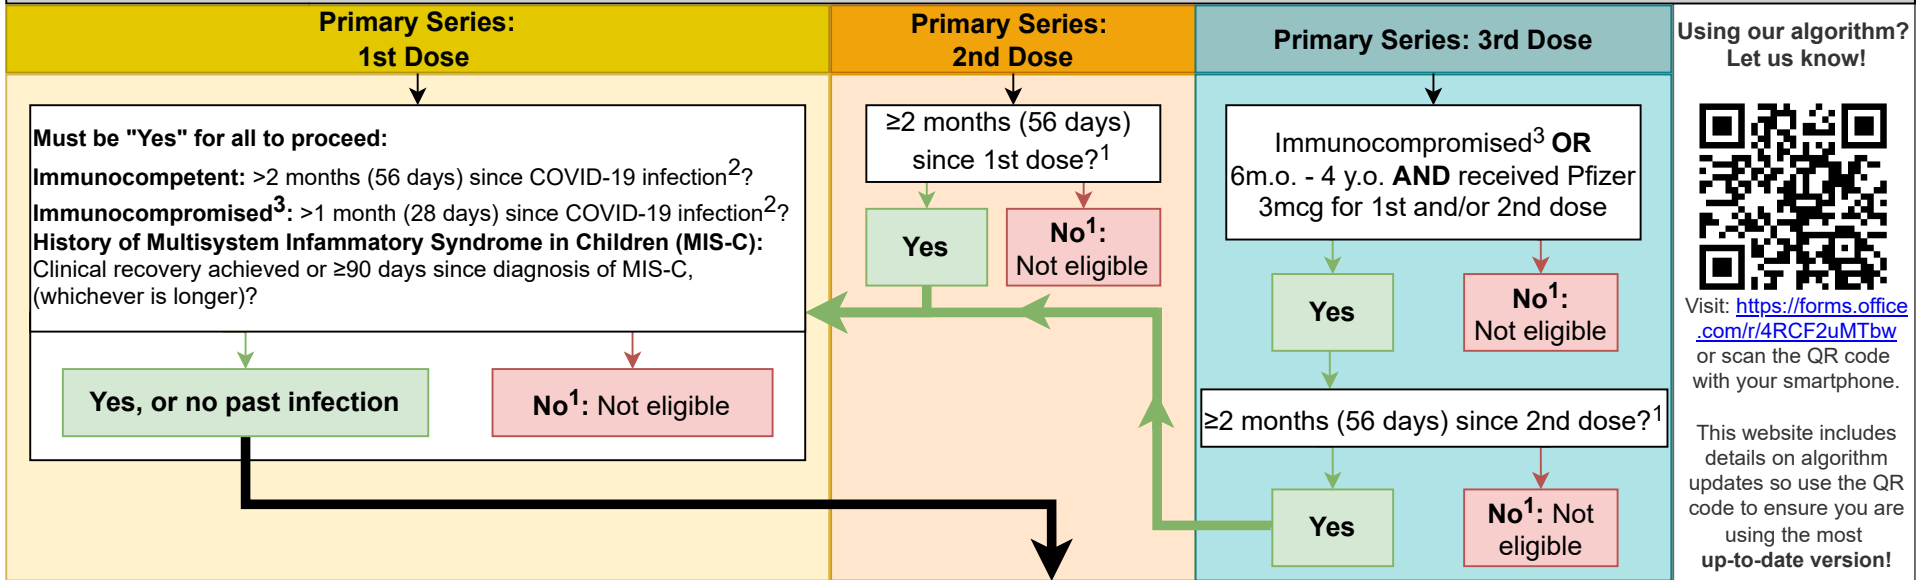 Primary Series:
1st Dose
Must be "Yes" for all to proceed:
Immunocompetent: >2 months (56 days) since COVID-19 infection2?
Immunocompromised3: >1 month (28 days) since COVID-19 infection2?
History of Multisystem Infammatory Syndrome in Children (MIS-C):
Clinical recovery achieved or ≥90 days since diagnosis of MIS-C,
(whichever is longer)?
Yes, or no past infection
No1: Not eligible
Primary Series:
2nd Dose
≥2 months (56 days)
since 1st dose?1
Yes
No1:
Not eligible
Primary Series: 3rd Dose
Immunocompromised3 OR
6m.o. - 4 y.o. AND received Pfizer
3mcg for 1st and/or 2nd dose
Yes
No1:
Not eligible
≥2 months (56 days) since 2nd dose?1
Yes
No1: Not
eligible
Using our algorithm?
Let us know!
Visit: https://forms.office
.com/r/4RCF2uMTbw
or scan the QR code
with your smartphone.
This website includes
details on algorithm
updates so use the QR
code to ensure you are
using the most
up-to-date version!